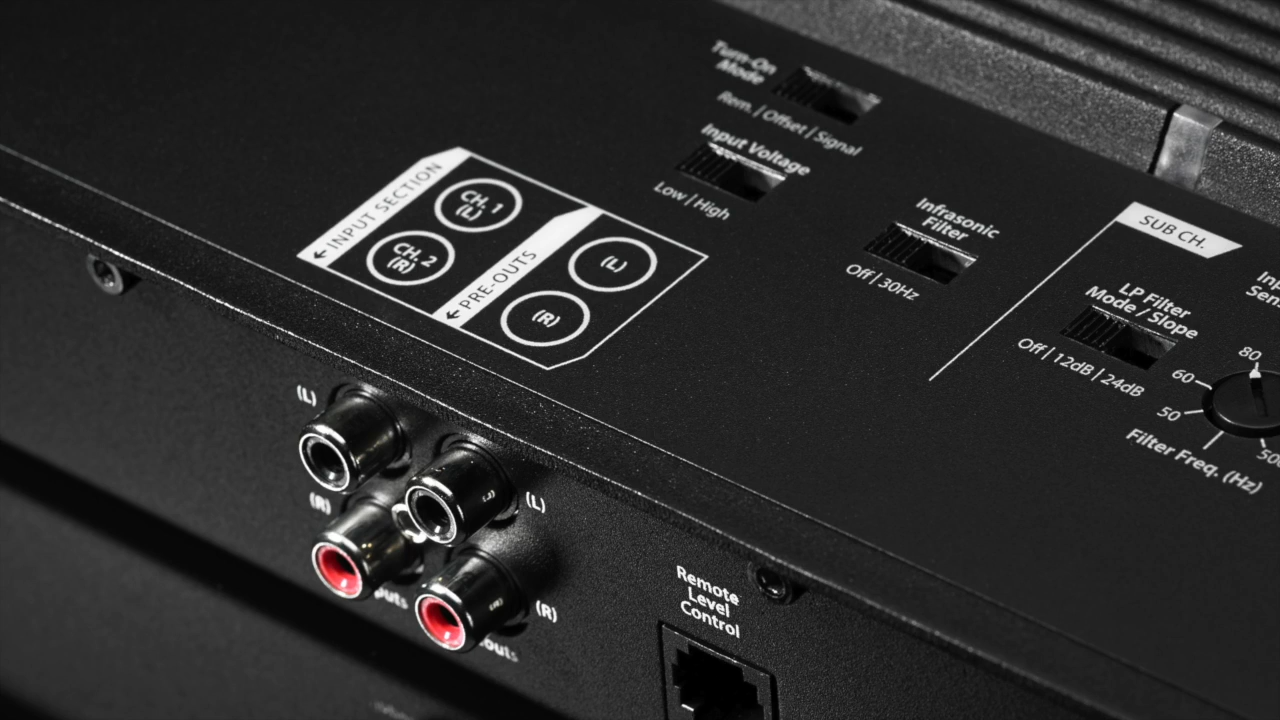 Turn-On
Mode
Rem. | Offset | Signal
Input Voltage
Low | High
Infrasonic
Filter
Off | 30Hz
SUB CH.
LP Filter
Mode / Slope
Off | 12dB | 24dB
80
60
50
Filter Freq. (Hz)
←INPUT SECTION
CH. 1
(L)
CH. 2
(R)
←PRE-OUTS
(L)
(R)
(L)
(R)
(L)
(R)
Remote
Level
Control